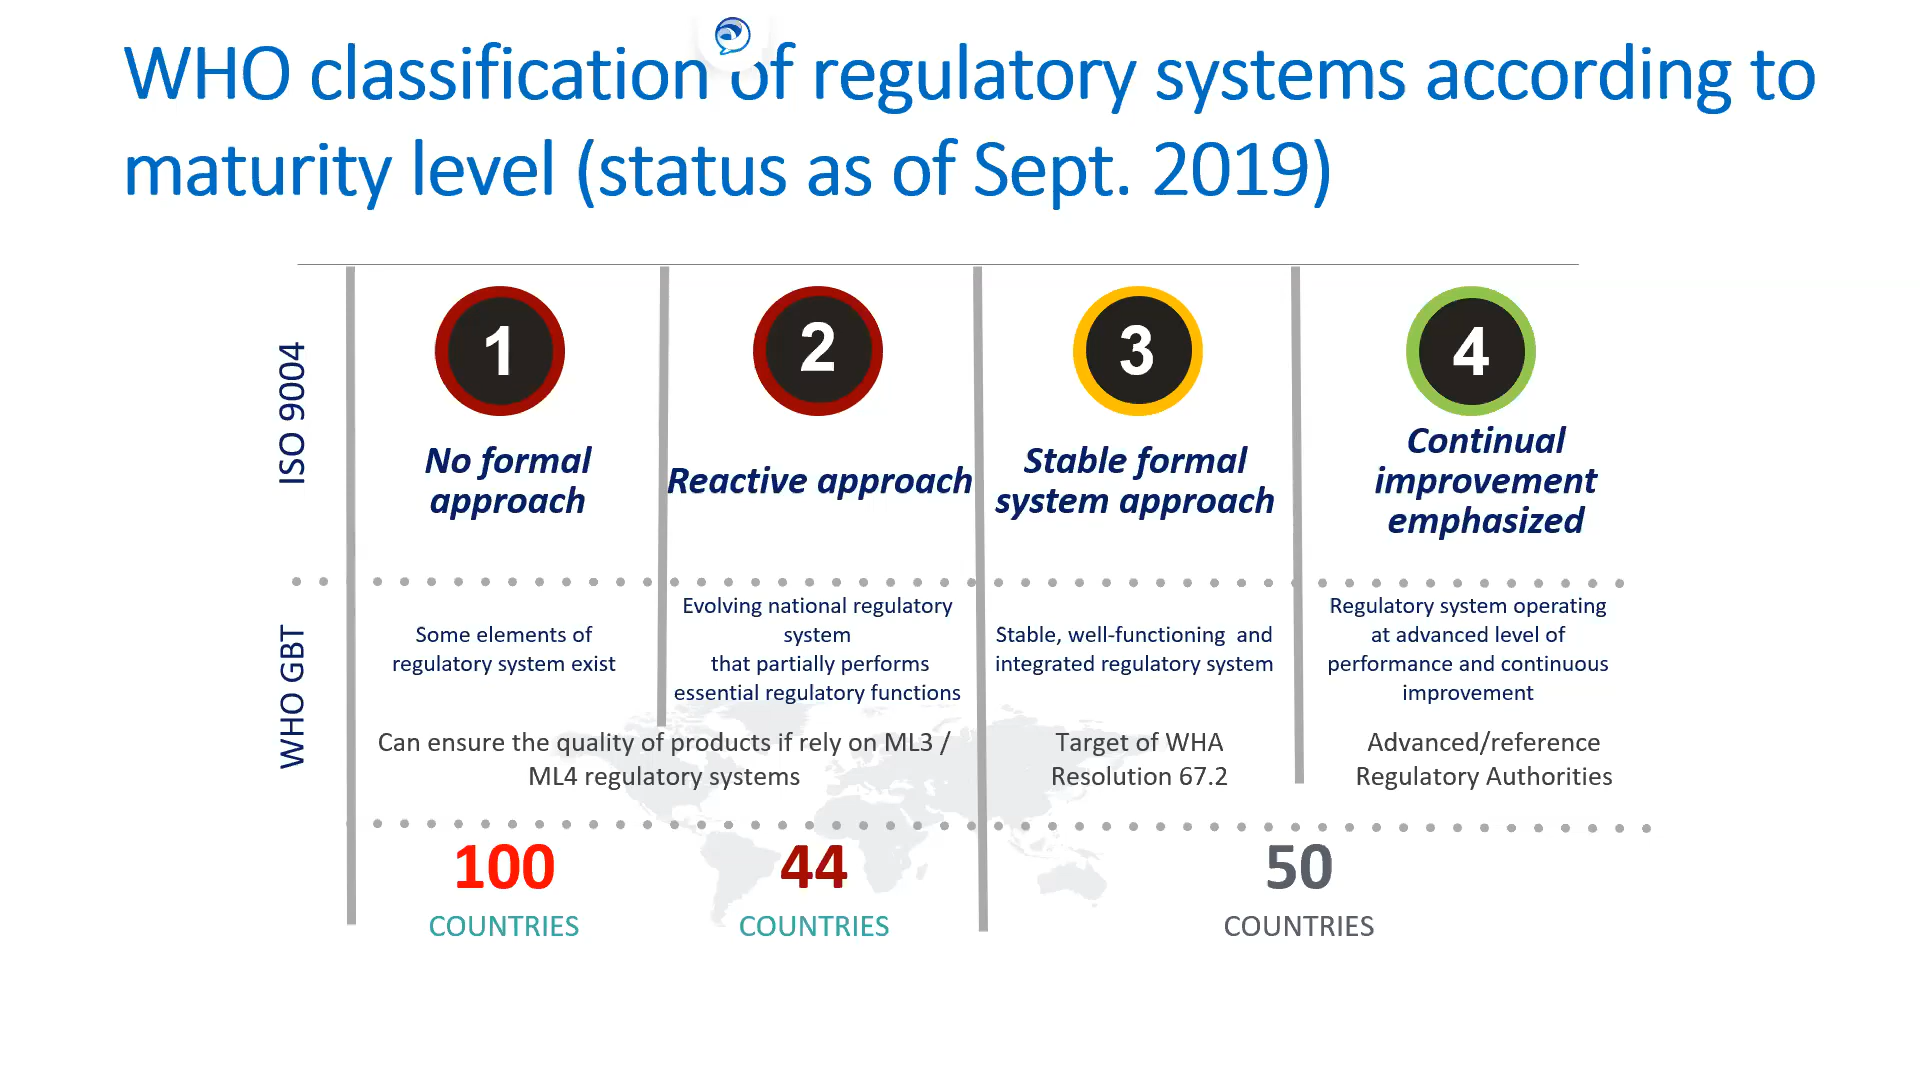 WHO classification of regulatory systems according to
maturity level (status as of Sept. 2019)
ISO 9004
1
2
3
4
No formal
approach
Reactive approach
Stable formal
system approach
Continual
improvement
emphasized
WHO GBT
Some elements of
regulatory system exist
Evolving national regulatory
system
that partially performs
essential regulatory functions
Stable, well-functioning and
integrated regulatory system
Regulatory system operating
at advanced level of
performance and continuous
improvement
Can ensure the quality of products if rely on ML3 /
ML4 regulatory systems
Target of WHA
Resolution 67.2
Advanced/reference
Regulatory Authorities
100
COUNTRIES
44
COUNTRIES
50
COUNTRIES